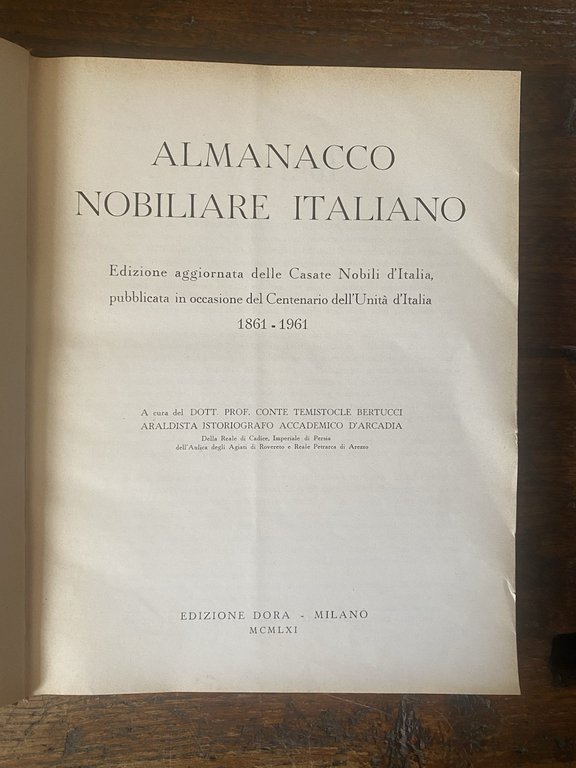 ALMANACCO
NOBILIARE ITALIANO
Edizione aggiornata delle Casate Nobili d'Italia,
pubblicata in occasione del Centenario dell'Unità d'Italia
1861 - 1961
A cura del DOTT. PROF. CONTE TEMISTOCLE BERTUCCI
ARALDISTA ISTORIOGRAFO ACCADEMICO D'ARCADIA
Della Reale di Cadice, Imperiale di Persia
dell'Aulica degli Agiati di Rovereto e Reale Petrarca di Arezzo
EDIZIONE DORA - MILANO
MCMLXI